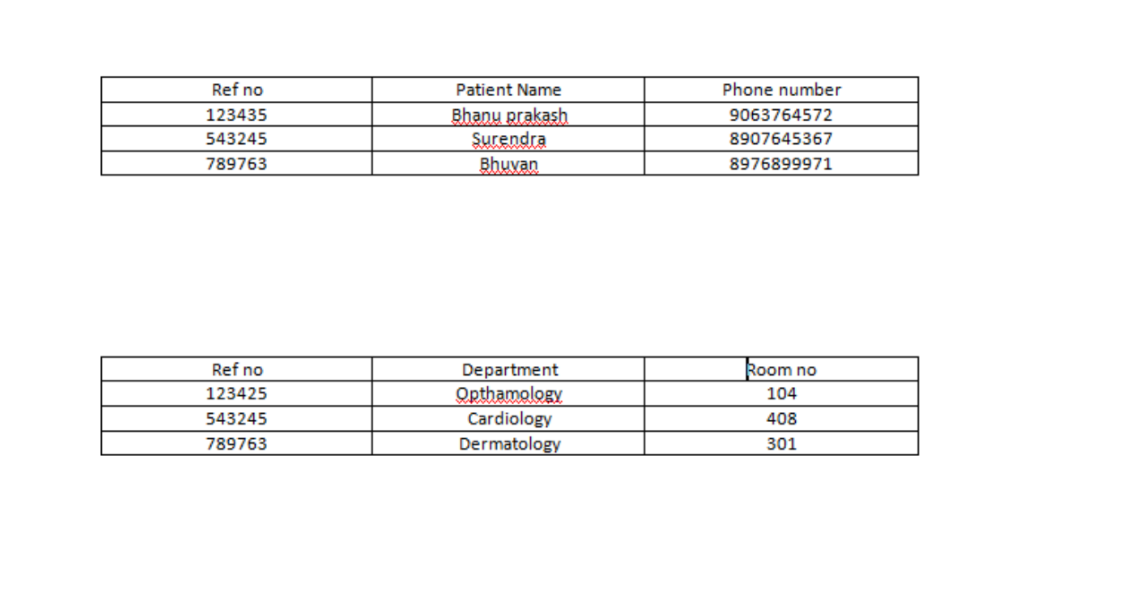 Ref no Patient Name Phone number
123435 Bhanu prakash 9063764572
543245 Surendra 8907645367
789763 Bhuvan 8976899971
Ref no Department Room no
123425 Opthamology 104
543245 Cardiology 408
789763 Dermatology 301